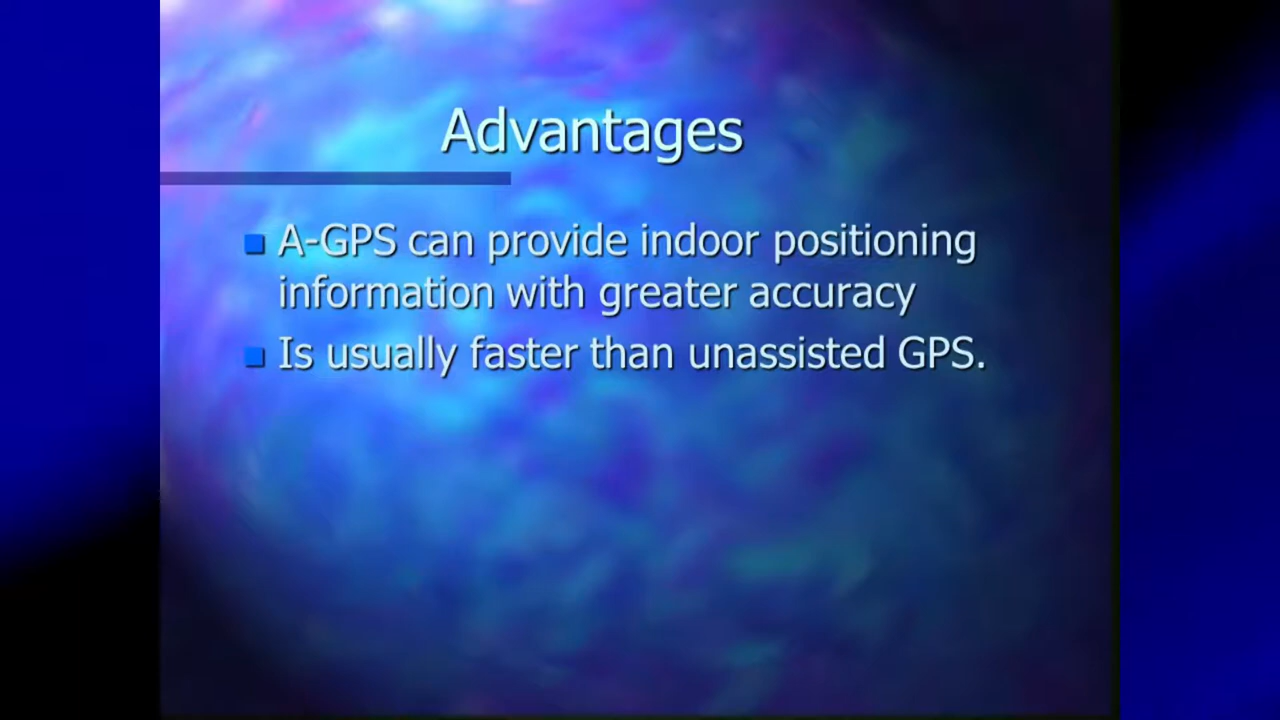 Advantages
A-GPS can provide indoor positioning
information with greater accuracy
Is usually faster than unassisted GPS.